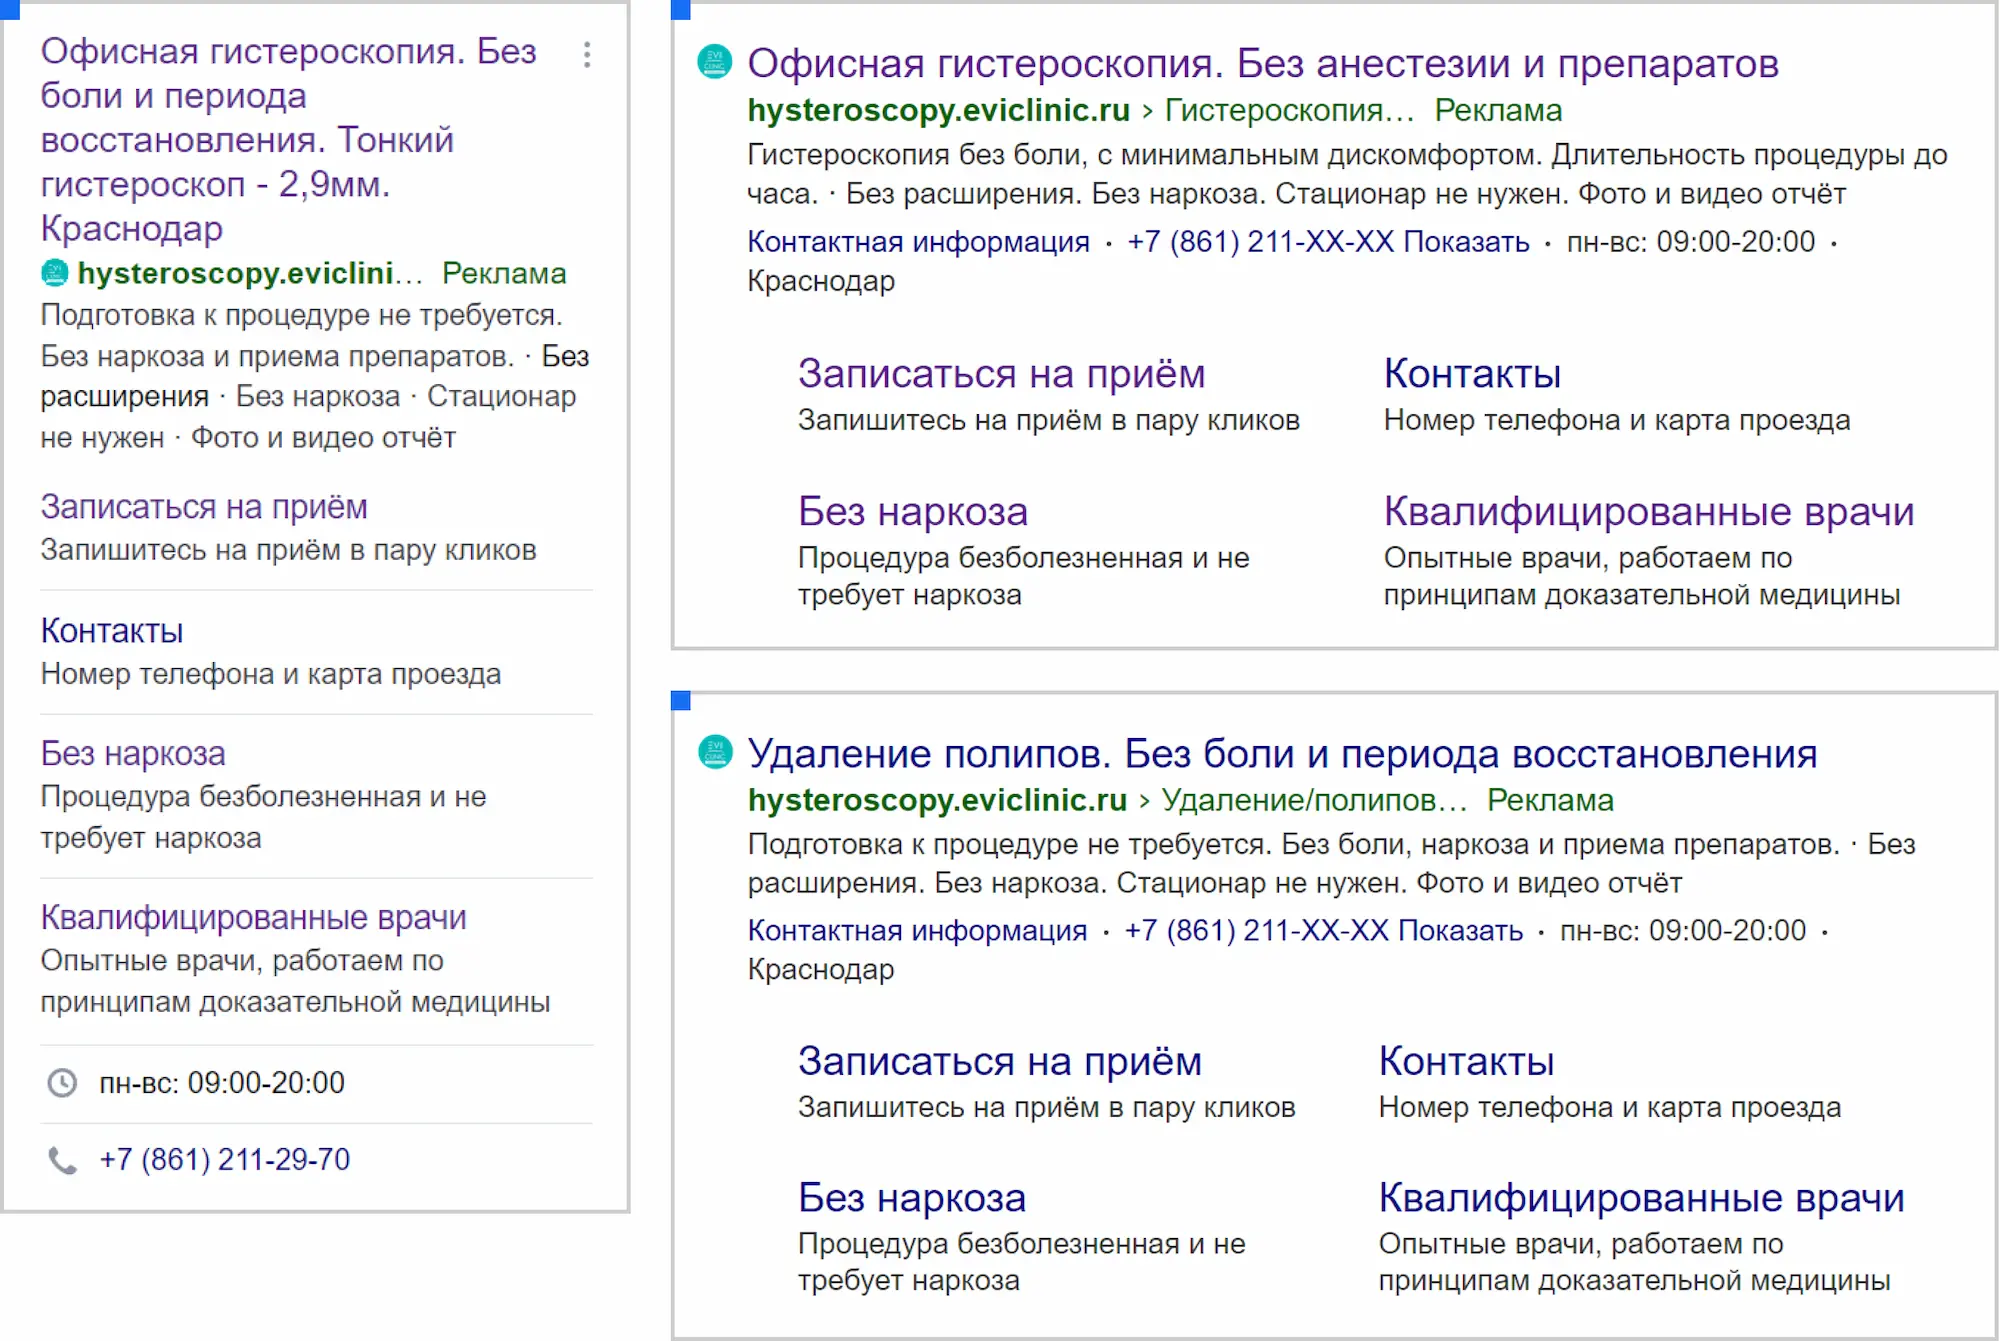 Офисная гистероскопия. Без
боли и периода
восстановления. Тонкий
гистероскоп - 2,9мм.
Краснодар
hysteroscopy.eviclini… Реклама
Подготовка к процедуре не требуется.
Без наркоза и приема препаратов. · Без
расширения · Без наркоза · Стационар
не нужен · Фото и видео отчёт
Записаться на приём
Запишитесь на приём в пару кликов
Контакты
Номер телефона и карта проезда
Без наркоза
Процедура безболезненная и не
требует наркоза
Квалифицированные врачи
Опытные врачи, работаем по
принципам доказательной медицины
пн-вс: 09:00-20:00
+7 (861) 211-29-70
EVI CLINIC
Офисная гистероскопия. Без анестезии и препаратов
hysteroscopy.eviclinic.ru › Гистероскопия… Реклама
Гистероскопия без боли, с минимальным дискомфортом. Длительность процедуры до
часа. · Без расширения. Без наркоза. Стационар не нужен. Фото и видео отчёт
Контактная информация · +7 (861) 211-XX-XX Показать · пн-вс: 09:00-20:00 ·
Краснодар
Записаться на приём
Запишитесь на приём в пару кликов
Контакты
Номер телефона и карта проезда
Без наркоза
Процедура безболезненная и не
требует наркоза
Квалифицированные врачи
Опытные врачи, работаем по
принципам доказательной медицины
EVI CLINIC
Удаление полипов. Без боли и периода восстановления
hysteroscopy.eviclinic.ru › Удаление/полипов… Реклама
Подготовка к процедуре не требуется. Без боли, наркоза и приема препаратов. · Без
расширения. Без наркоза. Стационар не нужен. Фото и видео отчёт
Контактная информация · +7 (861) 211-XX-XX Показать · пн-вс: 09:00-20:00 ·
Краснодар
Записаться на приём
Запишитесь на приём в пару кликов
Контакты
Номер телефона и карта проезда
Без наркоза
Процедура безболезненная и не
требует наркоза
Квалифицированные врачи
Опытные врачи, работаем по
принципам доказательной медицины